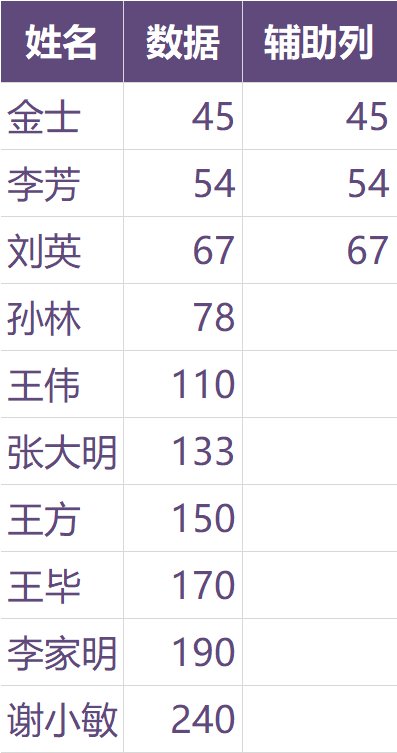 姓名 数据 辅助列
金士 45 45
李芳 54 54
刘英 67 67
孙林 78
王伟 110
张大明 133
王方 150
王毕 170
李家明 190
谢小敏 240